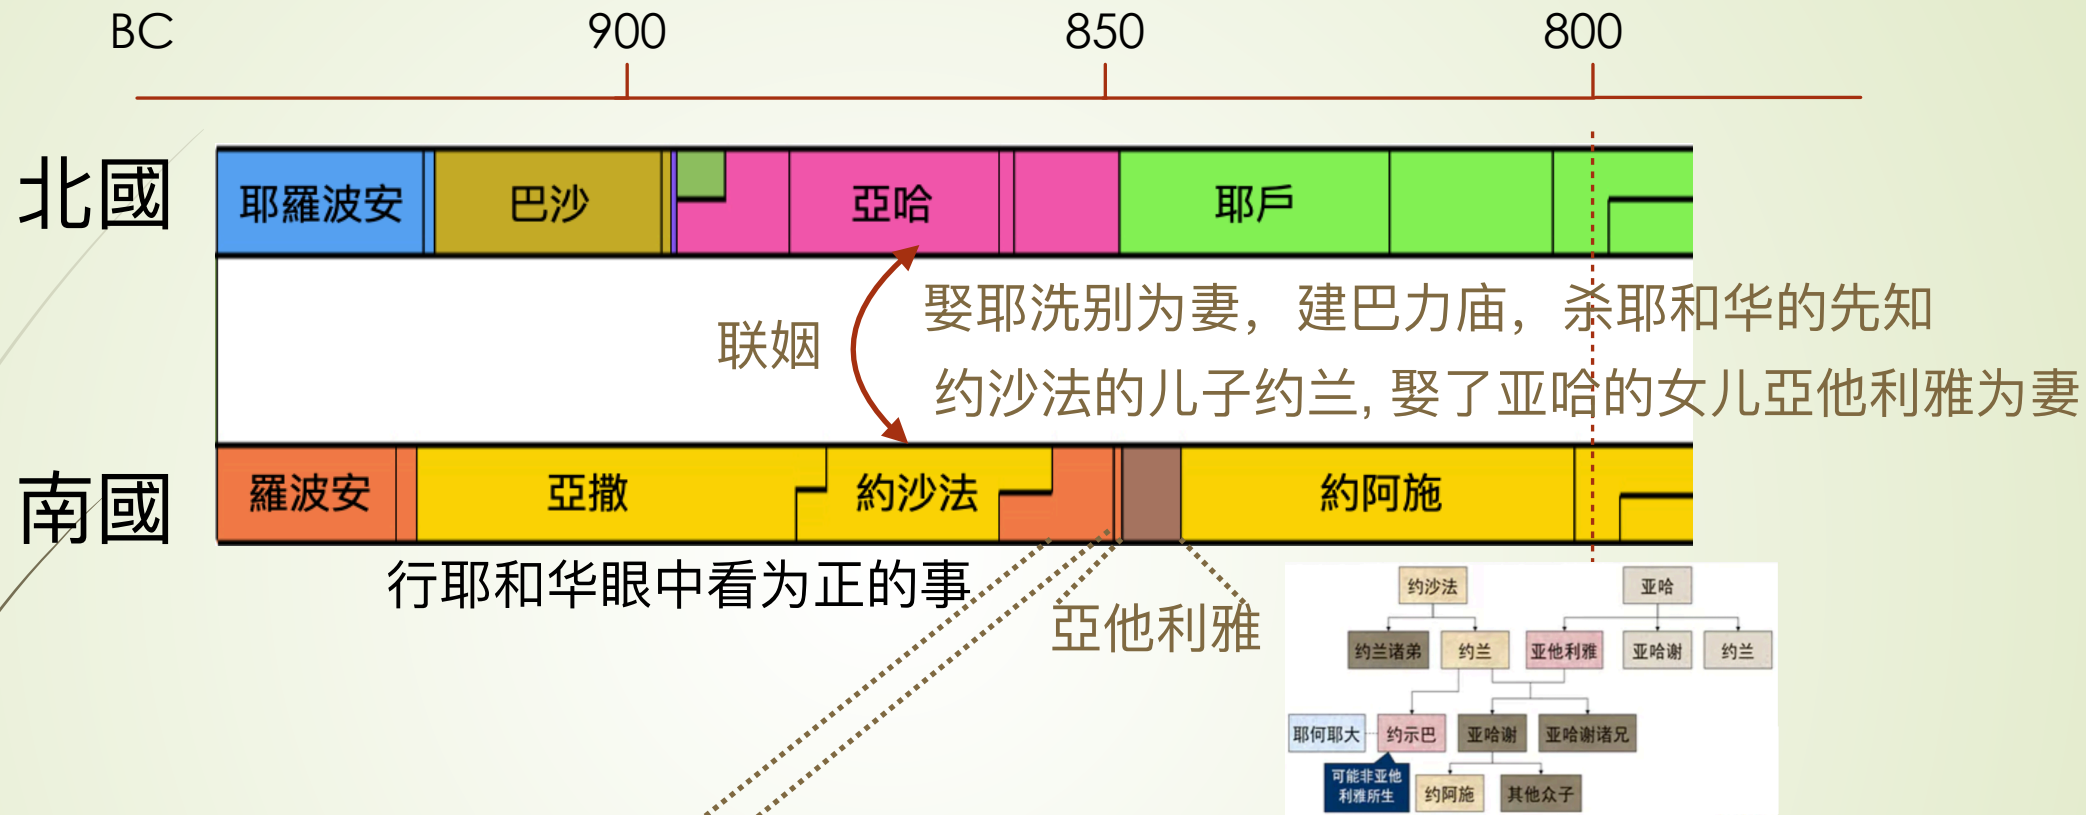 BC 900 850 800
北國
耶羅波安 巴沙 亞哈 耶戶
娶耶洗别为妻，建巴力庙，杀耶和华的先知
联姻
约沙法的儿子约兰, 娶了亚哈的女儿亞他利雅为妻
南國
羅波安 亞撒 約沙法 約阿施
行耶和华眼中看为正的事
亞他利雅
约沙法 亚哈
约兰诸弟 约兰 亚他利雅 亚哈谢 约兰
耶何耶大 约示巴 亚哈谢 亚哈谢诸兄
可能非亚他
利雅所生
约阿施 其他众子